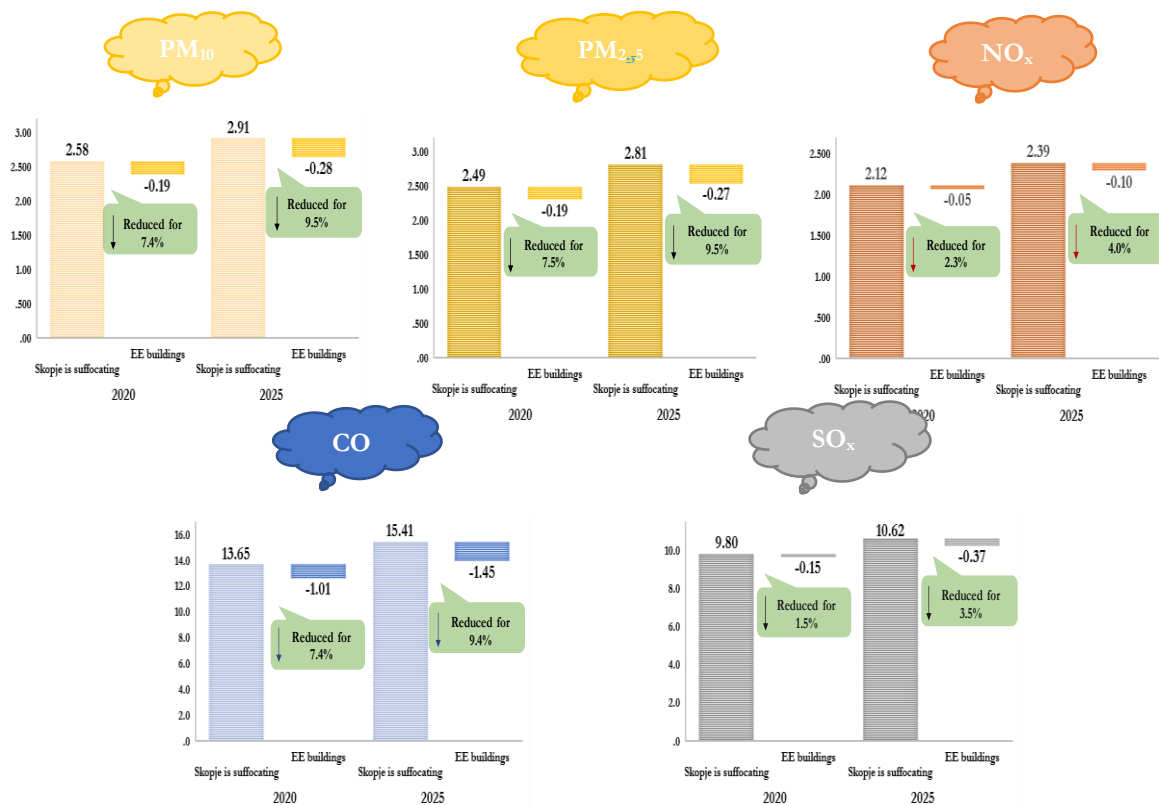 PM10
3.00
2.500
2.00
1.500
1.00
.500
.00
2.58
-0.19
2.91
-0.28
Reduced for
7.4%
Reduced for
9.5%
EE buildings
EE buildings
Skopje is suffocating
Skopje is suffocating
2020
2025
PM2,5
3.00
2.500
2.00
1.500
1.00
.500
.00
2.49
-0.19
2.81
-0.27
Reduced for
7.5%
Reduced for
9.5%
EE buildings
EE buildings
Skopje is suffocating
Skopje is suffocating
2020
2025
NOx
2.500
2.00
1.500
1.00
.500
.00
2.12
-0.05
2.39
-0.10
Reduced for
2.3%
Reduced for
4.0%
EE buildings
EE buildings
Skopje is suffocating
Skopje is suffocating
2020
2025
CO
16.0
14.0
12.0
10.0
8.0
6.0
4.0
2.0
.0
13.65
-1.01
15.41
-1.45
Reduced for
7.4%
Reduced for
9.4%
EE buildings
EE buildings
Skopje is suffocating
Skopje is suffocating
2020
2025
SOx
10.0
8.0
6.0
4.0
2.0
.0
9.80
-0.15
10.62
-0.37
Reduced for
1.5%
Reduced for
3.5%
EE buildings
EE buildings
Skopje is suffocating
Skopje is suffocating
2020
2025